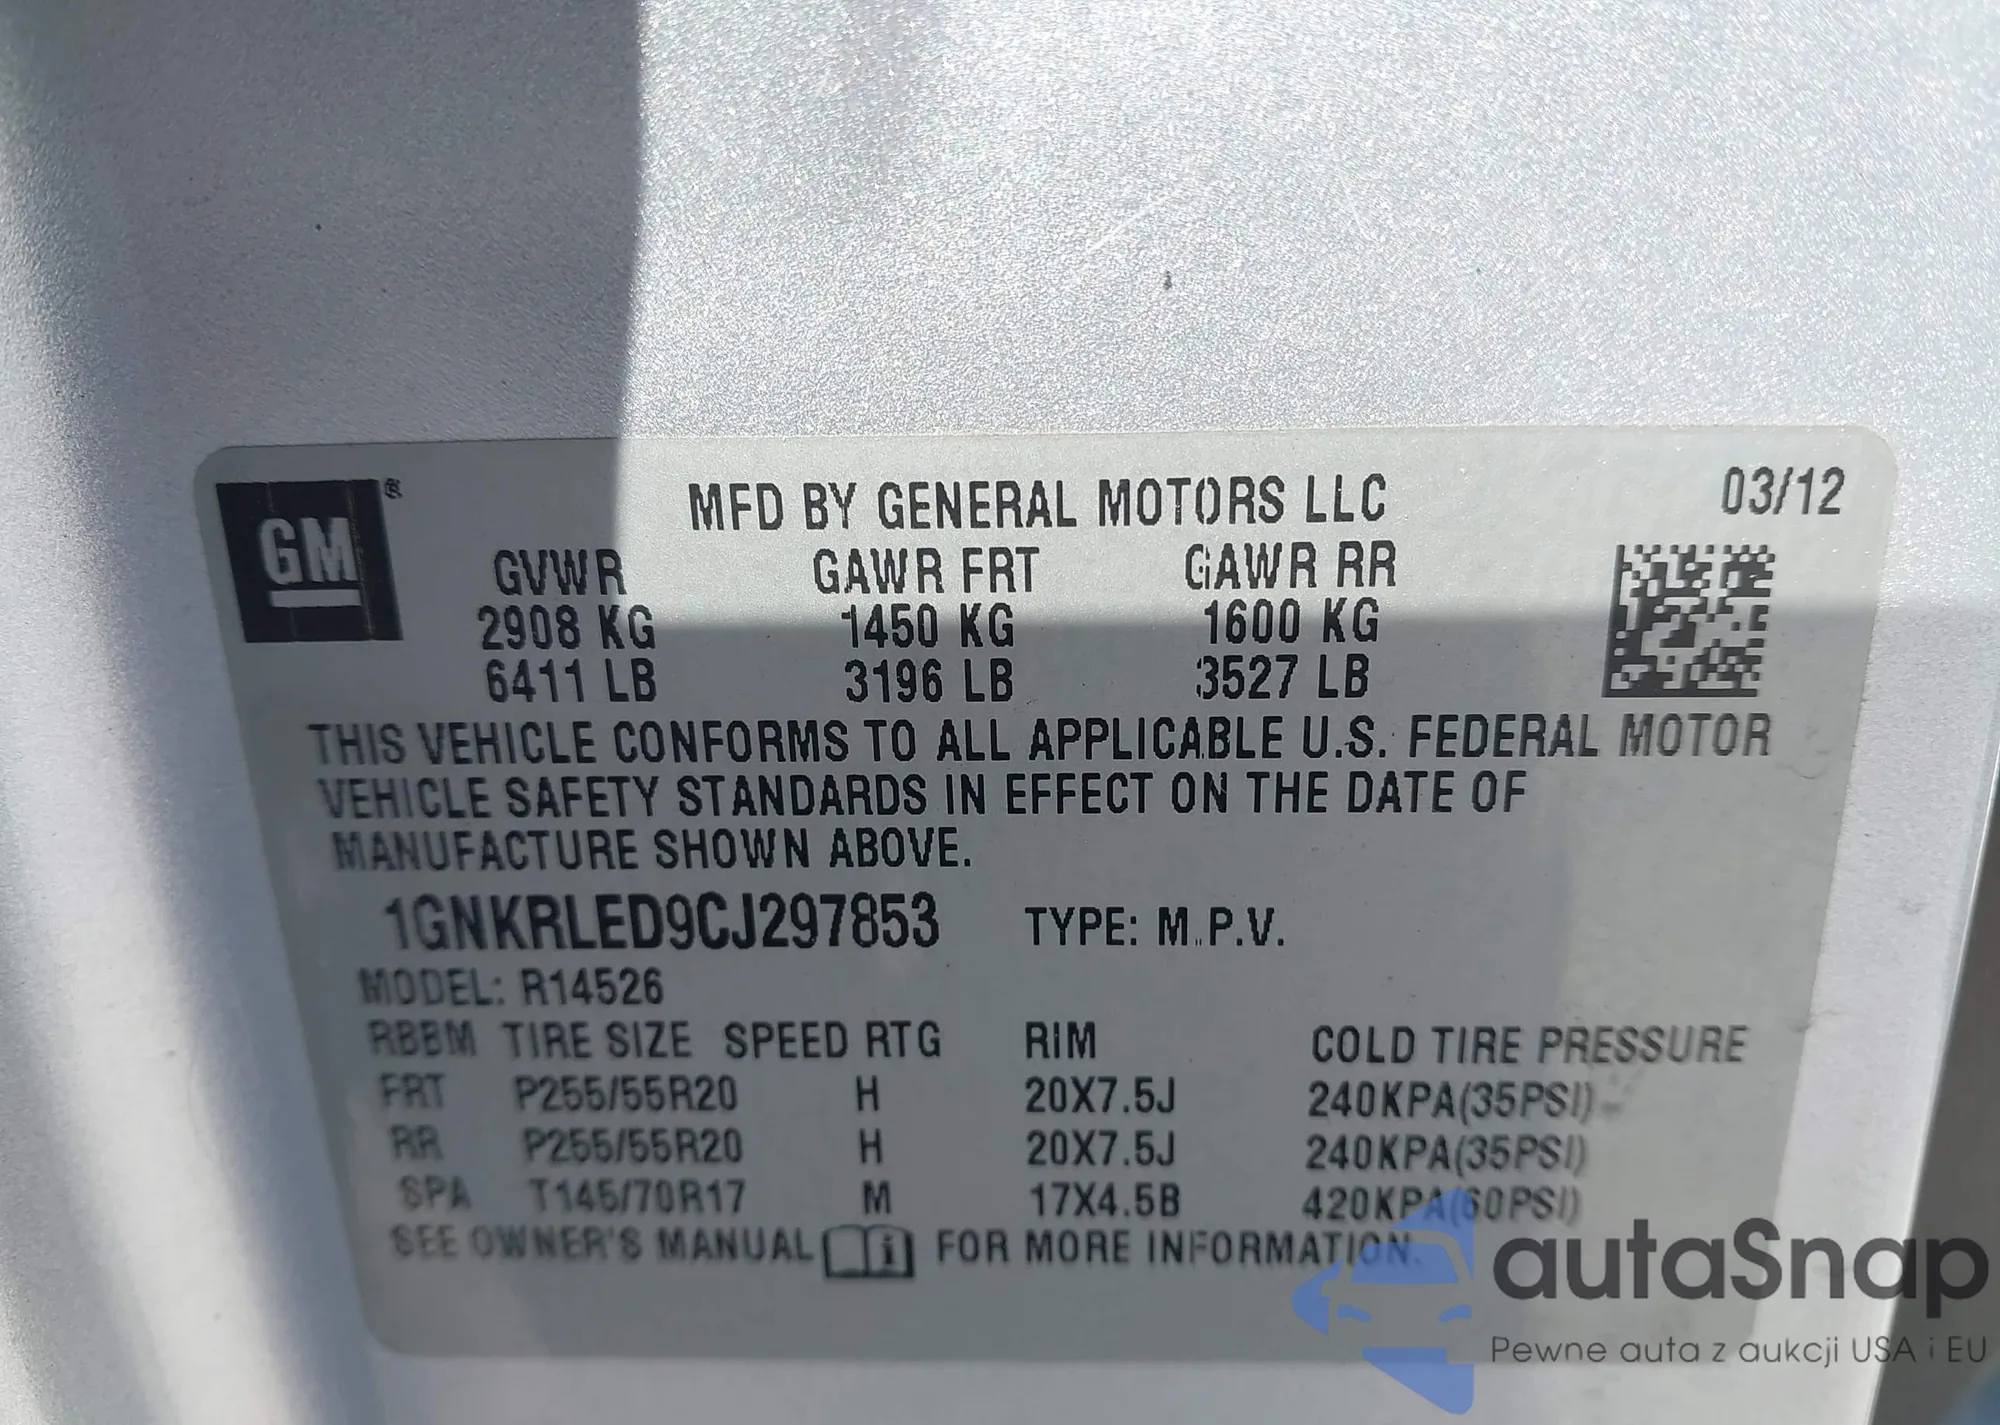 GM ®
MFD BY GENERAL MOTORS LLC 03/12
GVWR GAWR FRT GAWR RR
2908 KG 1450 KG 1600 KG
6411 LB 3196 LB 3527 LB
THIS VEHICLE CONFORMS TO ALL APPLICABLE U.S. FEDERAL MOTOR
VEHICLE SAFETY STANDARDS IN EFFECT ON THE DATE OF
MANUFACTURE SHOWN ABOVE.
1GNKRLED9CJ297853 TYPE: M.P.V.
MODEL: R14526
RBBM TIRE SIZE SPEED RTG RIM COLD TIRE PRESSURE
FRT P255/55R20 H 20X7.5J 240KPA(35PSI)
RR P255/55R20 H 20X7.5J 240KPA(35PSI)
SPA T145/70R17 M 17X4.5B 420KPA(60PSI)
SEE OWNER'S MANUAL i FOR MORE INFORMATION.
autaSnap
Pewne auta z aukcji USA i EU